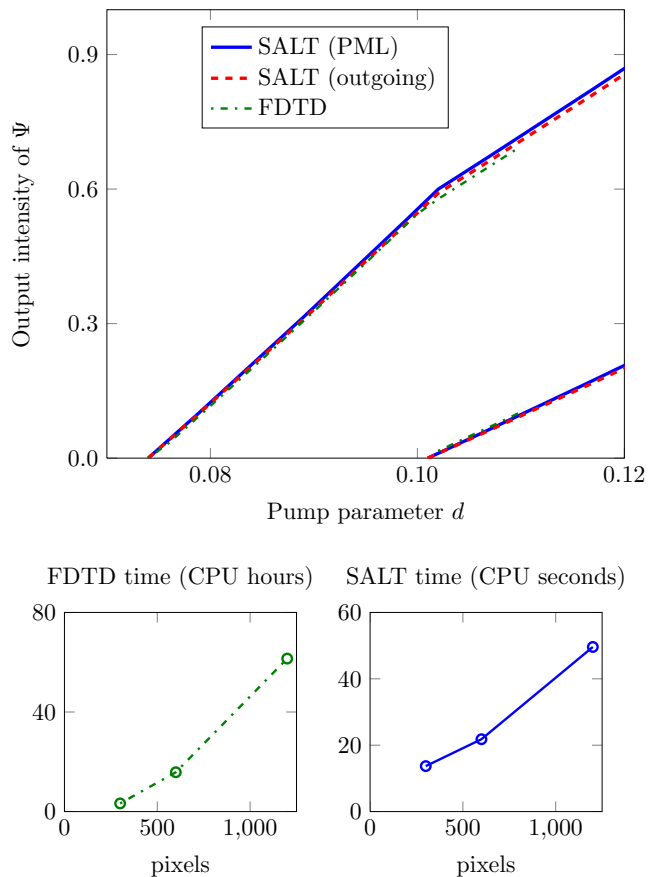 0.9
0.6
0.3
0.0
Output intensity of Ψ
SALT (PML)
SALT (outgoing)
FDTD
0.08
0.10
0.12
Pump parameter d
FDTD time (CPU hours)
80
40
0
0
500
1,000
pixels
SALT time (CPU seconds)
60
40
20
0
0
500
1,000
pixels